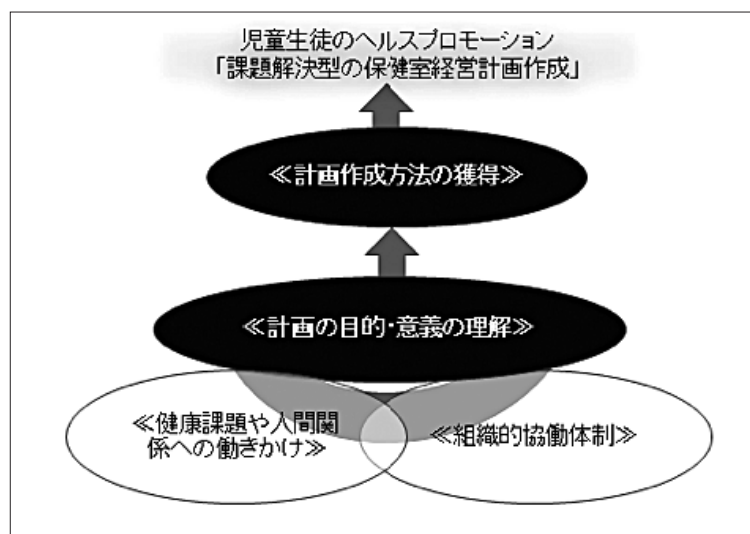 児童生徒のヘルスプロモーション
「課題解決型の保健室経営計画作成」
≪計画作成方法の獲得≫
≪計画の目的・意義の理解≫
≪健康課題や人間関
係への働きかけ≫
≪組織的協働体制≫